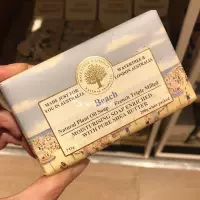 MADE JUST FOR
YOU IN AUSTRALIA
WAVERTREE &
LONDON AUSTRALIA
Beach
Natural Plant Oil Soap
French Triple Milled
MOISTURISING SOAP ENRICHED
WITH PURE SHEA BUTTER